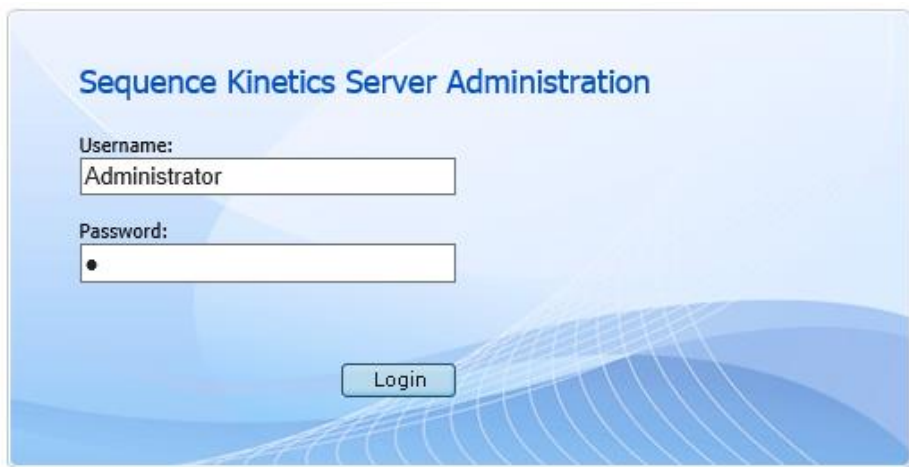 Sequence Kinetics Server Administration
Username:
Administrator
Password:
●
Login